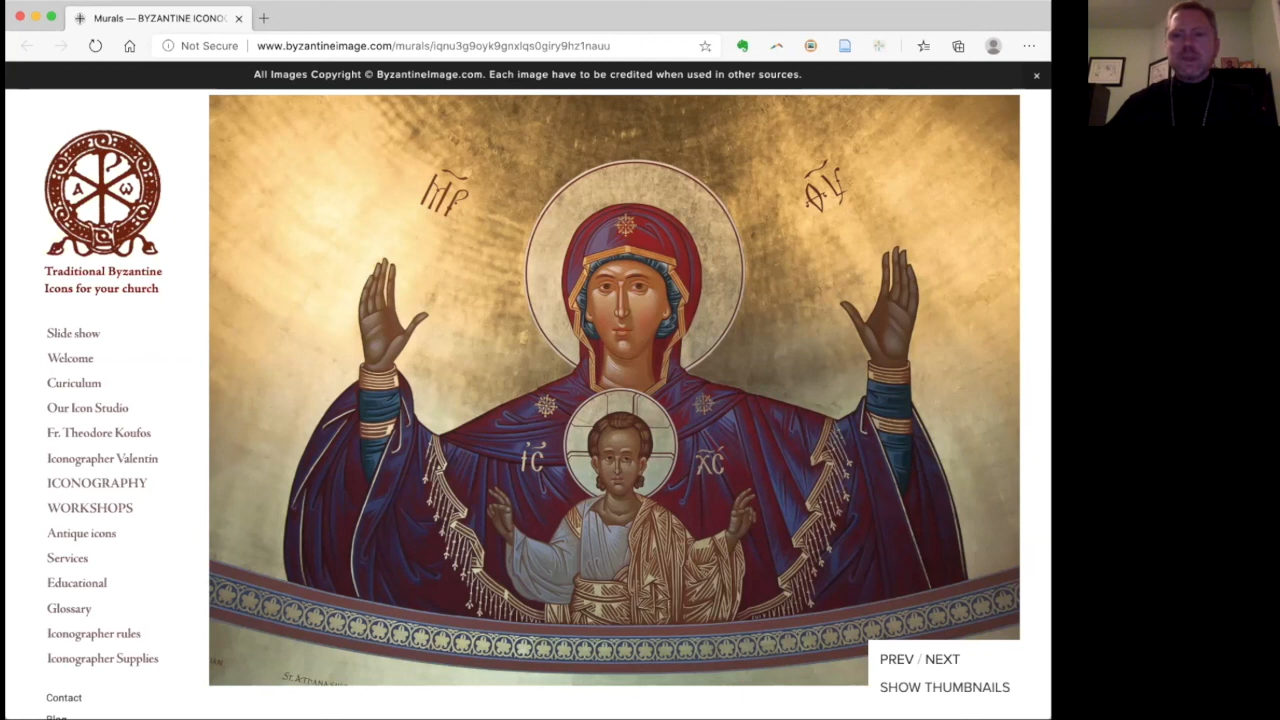 Murals — BYZANTINE ICONO
Not Secure
www.byzantineimage.com/murals/iqnu3g9oyk9gnxlqs0giry9hz1nauu
All Images Copyright © ByzantineImage.com. Each image have to be credited when used in other sources.
Α Ω
Traditional Byzantine
Icons for your church
Slide show
Welcome
Curiculum
Our Icon Studio
Fr. Theodore Koufos
Iconographer Valentin
ICONOGRAPHY
WORKSHOPS
Antique icons
Services
Educational
Glossary
Iconographer rules
Iconographer Supplies
Contact
Blog
ΜΡ ΘΥ
ΙC ΧC
PREV / NEXT
SHOW THUMBNAILS